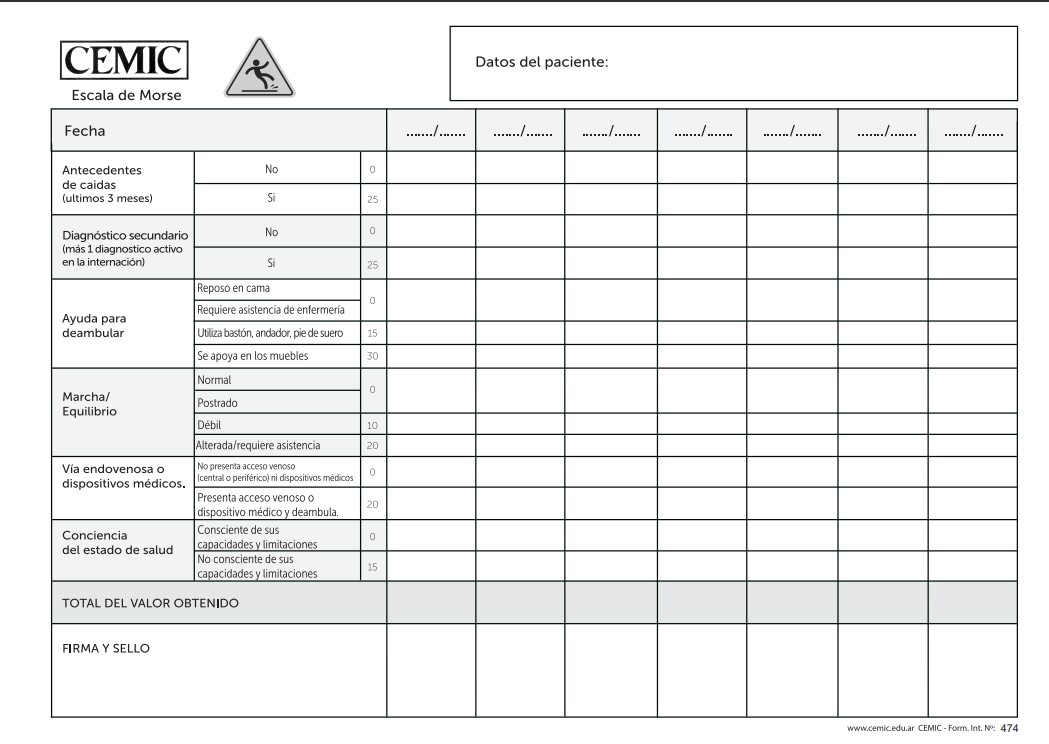 CEMIC
Escala de Morse
Datos del paciente:
Fecha ......./....... ......./....... ......./....... ......./....... ......./....... ......./....... ......./.......
Antecedentes
de caidas
(ultimos 3 meses)
No 0
Si 25
Diagnóstico secundario
(más 1 diagnostico activo
en la internación)
No 0
Si 25
Ayuda para
deambular
Reposo en cama
0
Requiere asistencia de enfermería
Utiliza bastón, andador, pie de suero 15
Se apoya en los muebles 30
Marcha/
Equilibrio
Normal
0
Postrado
Débil 10
Alterada/requiere asistencia 20
Vía endovenosa o
dispositivos médicos.
No presenta acceso venoso
(central o periférico) ni dispositivos médicos 0
Presenta acceso venoso o
dispositivo médico y deambula. 20
Conciencia
del estado de salud
Consciente de sus
capacidades y limitaciones 0
No consciente de sus
capacidades y limitaciones 15
TOTAL DEL VALOR OBTENIDO
FIRMA Y SELLO
www.cemic.edu.ar CEMIC - Form. Int. Nº: 474